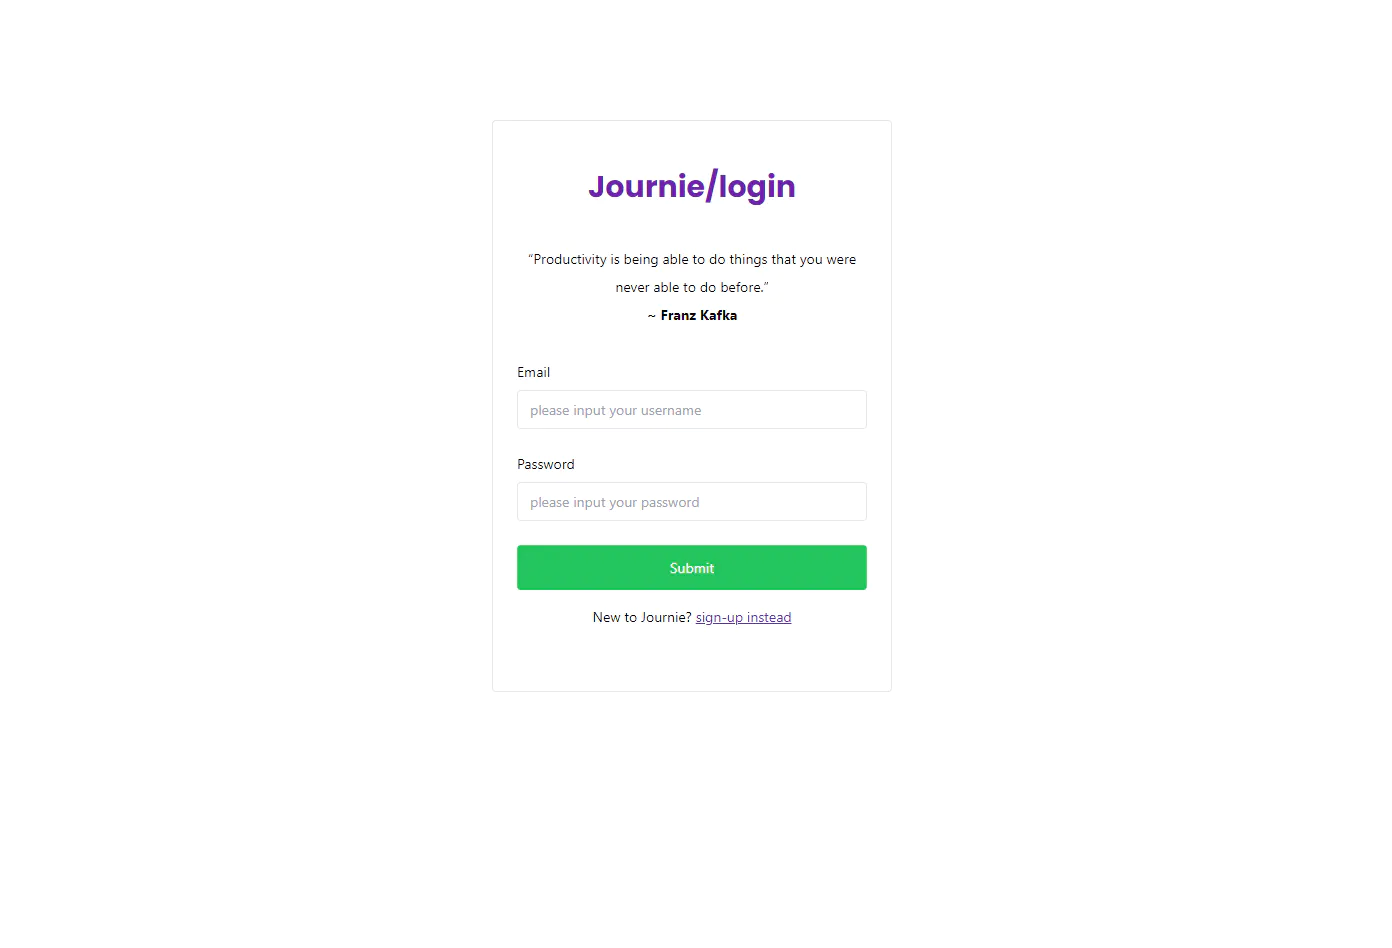 Journie/login
“Productivity is being able to do things that you were
never able to do before.”
~ Franz Kafka
Email
please input your username
Password
please input your password
Submit
New to Journie? sign-up instead